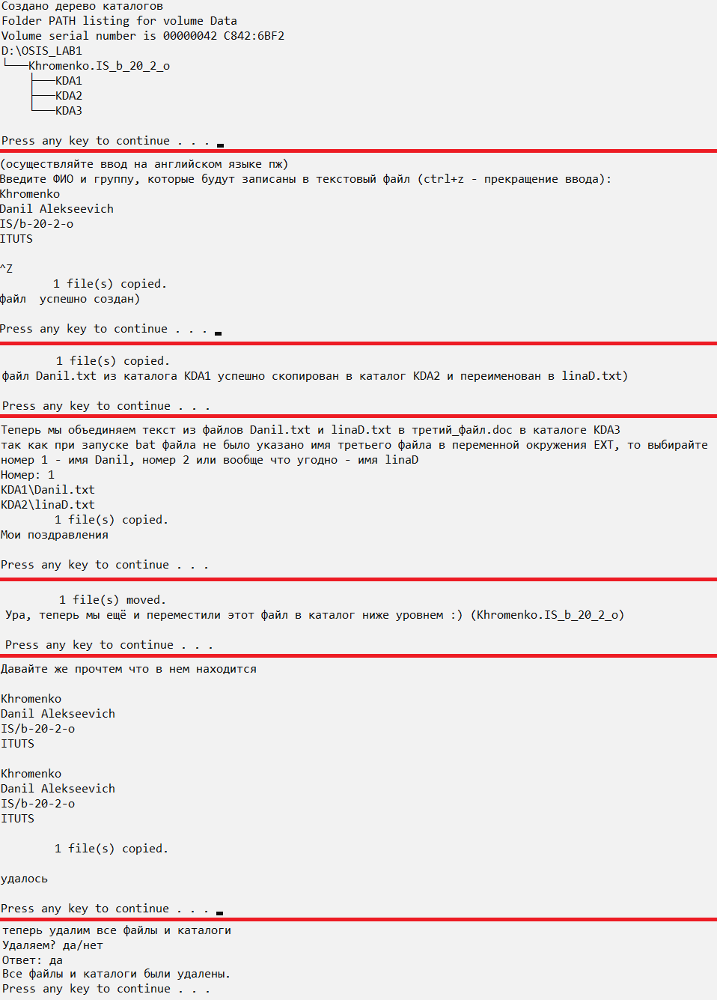 Создано дерево каталогов
Folder PATH listing for volume Data
Volume serial number is 00000042 C842:6BF2
D:\OSIS_LAB1
└───Khromenko.IS_b_20_2_o
    ├───KDA1
    ├───KDA2
    └───KDA3
Press any key to continue . . .
(осуществляйте ввод на английском языке пж)
Введите ФИО и группу, которые будут записаны в текстовый файл (ctrl+z - прекращение ввода):
Khromenko
Danil Alekseevich
IS/b-20-2-o
ITUTS
^Z
        1 file(s) copied.
файл  успешно создан)
Press any key to continue . . .
        1 file(s) copied.
файл Danil.txt из каталога KDA1 успешно скопирован в каталог KDA2 и переименован в linaD.txt)
Press any key to continue . . .
Теперь мы объединяем текст из файлов Danil.txt и linaD.txt в третий_файл.doc в каталоге KDA3
так как при запуске bat файла не было указано имя третьего файла в переменной окружения EXT, то выбирайте
номер 1 - имя Danil, номер 2 или вообще что угодно - имя linaD
Номер: 1
KDA1\Danil.txt
KDA2\linaD.txt
        1 file(s) copied.
Мои поздравления
Press any key to continue . . .
        1 file(s) moved.
Ура, теперь мы ещё и переместили этот файл в каталог ниже уровнем :) (Khromenko.IS_b_20_2_o)
Press any key to continue . . .
Давайте же прочтем что в нем находится
Khromenko
Danil Alekseevich
IS/b-20-2-o
ITUTS
Khromenko
Danil Alekseevich
IS/b-20-2-o
ITUTS
        1 file(s) copied.
удалось
Press any key to continue . . .
теперь удалим все файлы и каталоги
Удаляем? да/нет
Ответ: да
Все файлы и каталоги были удалены.
Press any key to continue . . .